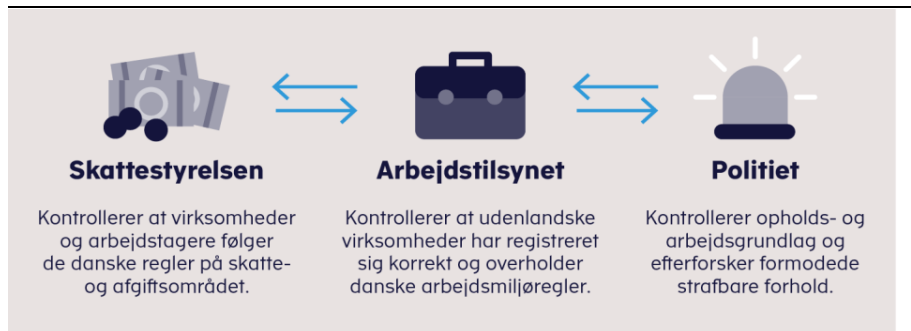 Skattestyrelsen
Kontrollerer at virksomheder
og arbejdstagere følger
de danske regler på skatte-
og afgiftsområdet.
Arbejdstilsynet
Kontrollerer at udenlandske
virksomheder har registreret
sig korrekt og overholder
danske arbejdsmiljøregler.
Politiet
Kontrollerer opholds- og
arbejdsgrundlag og
efterforsker formodede
strafbare forhold.